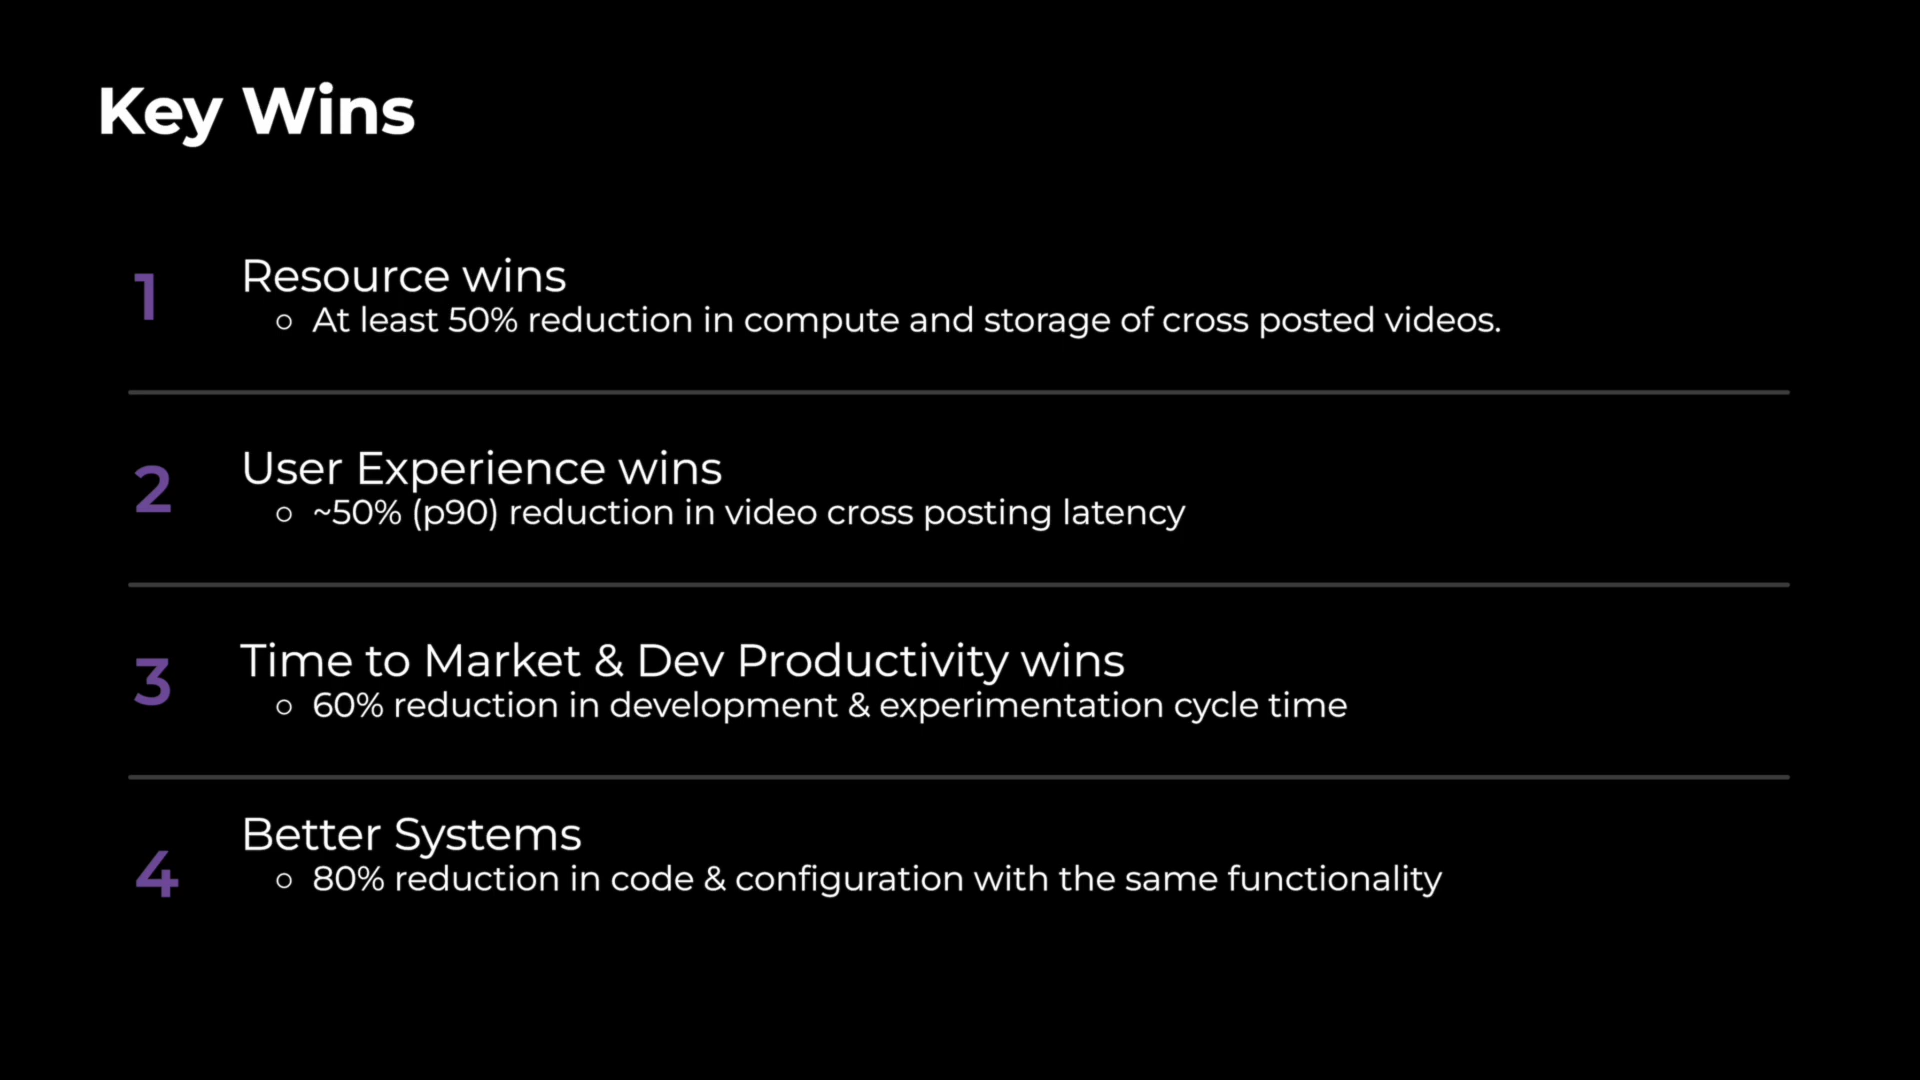 Key Wins
1
Resource wins
○ At least 50% reduction in compute and storage of cross posted videos.
2
User Experience wins
○ ~50% (p90) reduction in video cross posting latency
3
Time to Market & Dev Productivity wins
○ 60% reduction in development & experimentation cycle time
4
Better Systems
○ 80% reduction in code & configuration with the same functionality